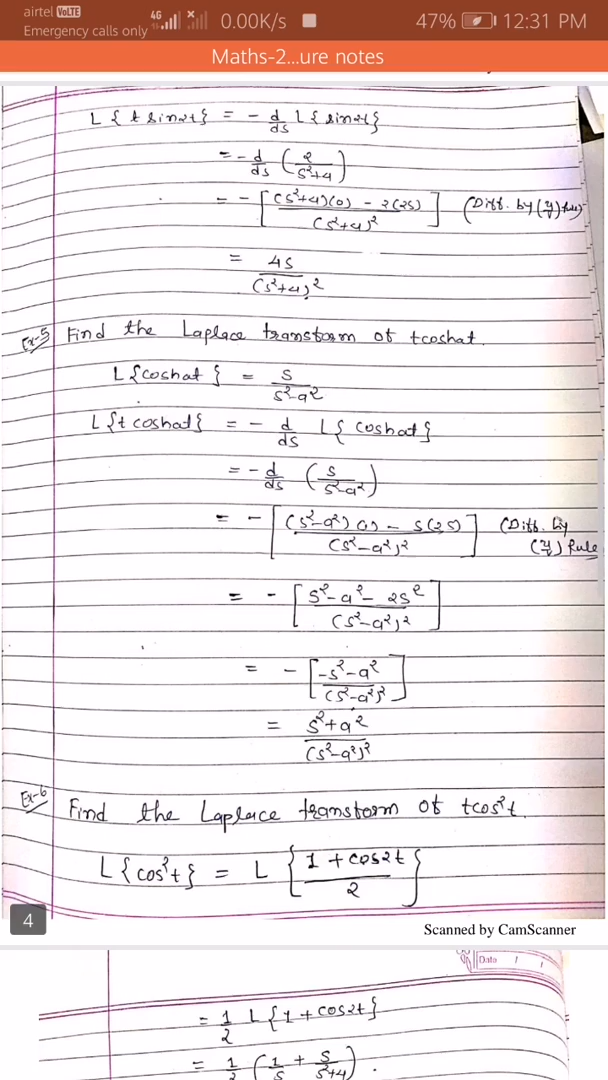 airtel VoLTE
Emergency calls only
4G 0.00K/s 47% 12:31 PM
Maths-2...ure notes
L { t sin2t } = - d/ds L { sin2t }
= - d/ds ( 2 / s²+4 )
= - [ (s²+4)(0) - 2(2s) / (s²+4)² ] (Diff. by (u/v) rule)
= 4s / (s²+4)²
Ex-5 Find the Laplace transform of tcoshat.
L { coshat } = s / s²-a²
L { t coshat } = - d/ds L { coshat }
= - d/ds ( s / s²-a² )
= - [ (s²-a²)(1) - s(2s) / (s²-a²)² ] (Diff. by (u/v) Rule
= - [ s²-a²-2s² / (s²-a²)² ]
= - [ -s²-a² / (s²-a²)² ]
= s²+a² / (s²-a²)²
Ex-6 Find the Laplace transform of tcos²t.
L { cos²t } = L { 1 + cos2t / 2 }
4
Scanned by CamScanner
Date / /
= 1/2 L { 1 + cos2t }
= 1/2 ( 1/s + s/s²+4 ) .